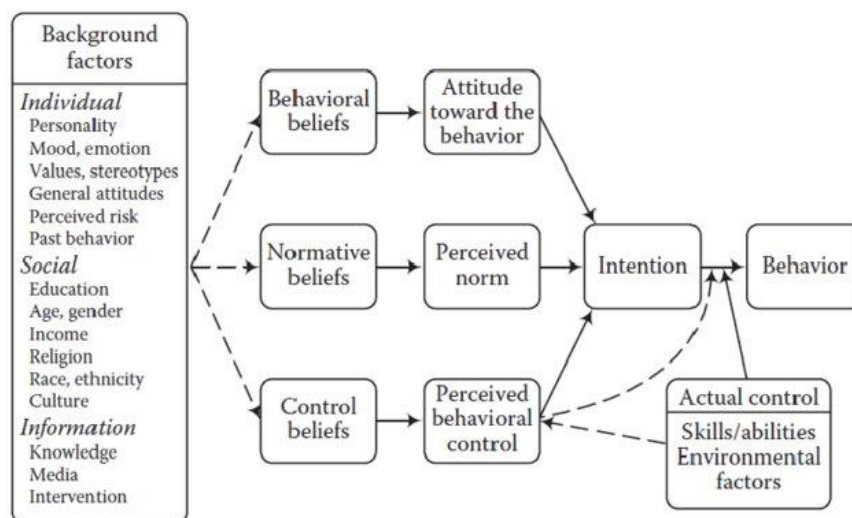 Background
factors
Individual
Personality
Mood, emotion
Values, stereotypes
General attitudes
Perceived risk
Past behavior
Social
Education
Age, gender
Income
Religion
Race, ethnicity
Culture
Information
Knowledge
Media
Intervention
Behavioral
beliefs
Attitude
toward the
behavior
Normative
beliefs
Perceived
norm
Intention
Behavior
Control
beliefs
Perceived
behavioral
control
Actual control
Skills/abilities
Environmental
factors